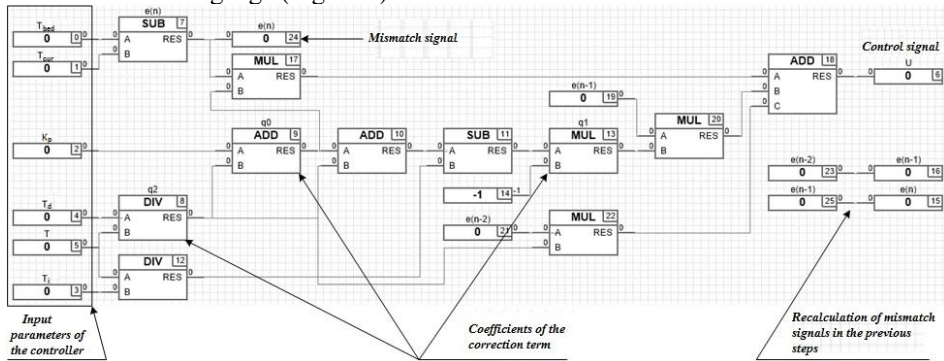 e(n)
SUB 7
A RES
B
T_bed
0 0
T_cur
0 1
e(n)
0 24
Mismatch signal
MUL 17
A RES
B
ADD 18
A RES
B
C
Control signal
U
0 6
e(n-1)
0 19
K_p
0 2
q0
ADD 9
A RES
B
ADD 10
A RES
B
SUB 11
A RES
B
q1
MUL 13
A RES
B
MUL 20
A RES
B
-1 14 -1
e(n-2)
0 23
e(n-1)
0 16
e(n-1)
0 25
e(n)
0 15
T_d
0 4
T
0 5
T_i
0 3
q2
DIV 8
A RES
B
DIV 12
A RES
B
e(n-2)
0 21
MUL 22
A RES
B
Input
parameters of
the controller
Coefficients of the
correction term
Recalculation of mismatch
signals in the previous
steps